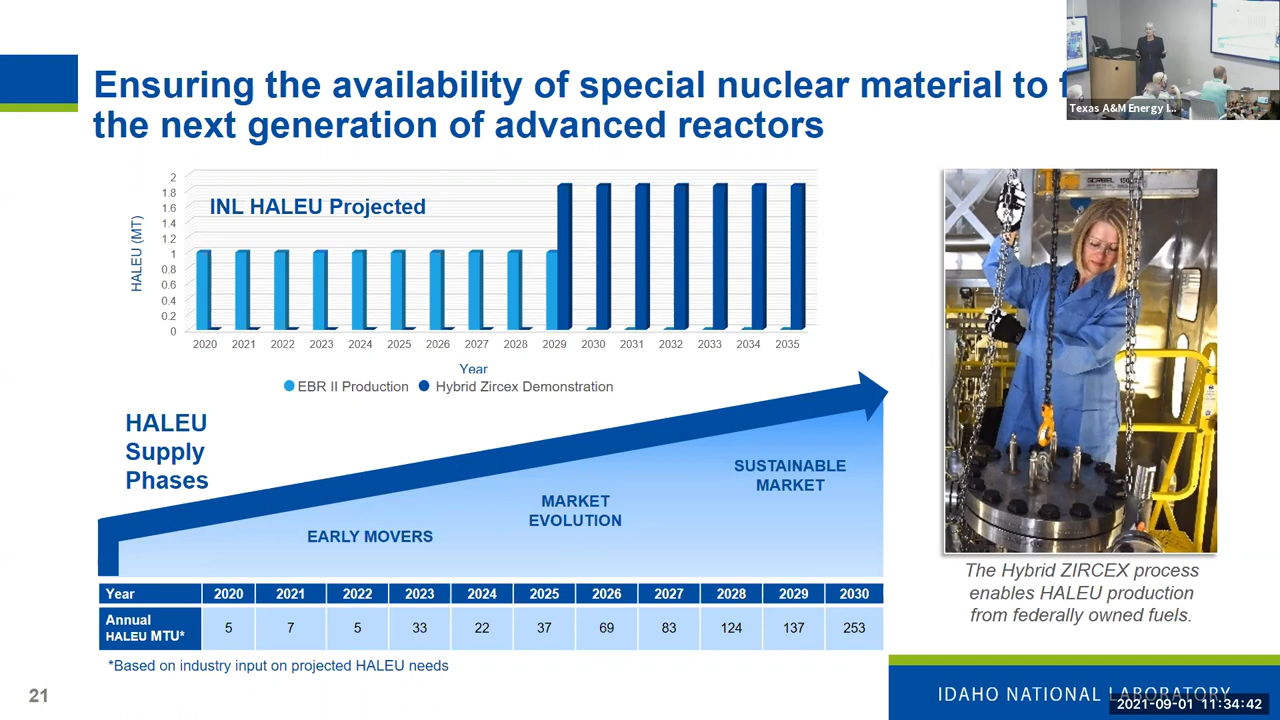 Ensuring the availability of special nuclear material to
the next generation of advanced reactors
Texas A&M Energy I...
INL HALEU Projected
HALEU (MT)
2
1.8
1.6
1.4
1.2
1
0.8
0.6
0.4
0.2
0
2020 2021 2022 2023 2024 2025 2026 2027 2028 2029 2030 2031 2032 2033 2034 2035
Year
EBR II Production Hybrid Zircex Demonstration
HALEU
Supply
Phases
EARLY MOVERS
MARKET
EVOLUTION
SUSTAINABLE
MARKET
Year 2020 2021 2022 2023 2024 2025 2026 2027 2028 2029 2030
Annual
HALEU MTU* 5 7 5 33 22 37 69 83 124 137 253
*Based on industry input on projected HALEU needs
GORBEL
The Hybrid ZIRCEX process
enables HALEU production
from federally owned fuels.
21
IDAHO NATIONAL LABORATORY
2021-09-01 11:34:42